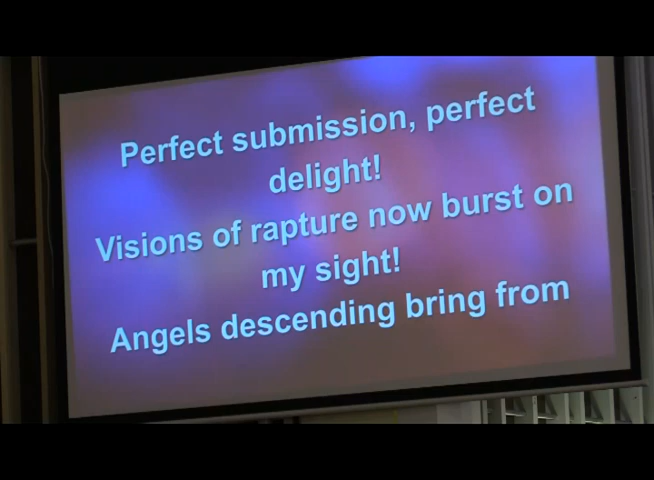 Perfect submission, perfect
delight!
Visions of rapture now burst on
my sight!
Angels descending bring from